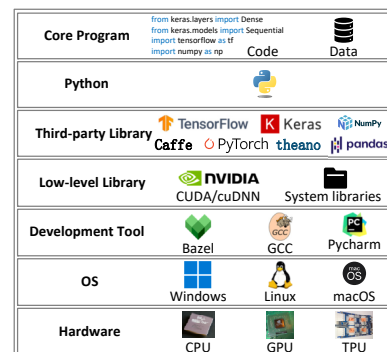 from keras.layers import Dense
from keras.models import Sequential
import tensorflow as tf
import numpy as np
Core Program
Code
Data
Python
Third-party Library
TensorFlow
Keras
NumPy
Caffe
PyTorch
theano
pandas
Low-level Library
NVIDIA
CUDA/cuDNN
System libraries
Development Tool
GCC
PC
Bazel
GCC
Pycharm
OS
macOS
Windows
Linux
macOS
Hardware
CPU
GPU
TPU